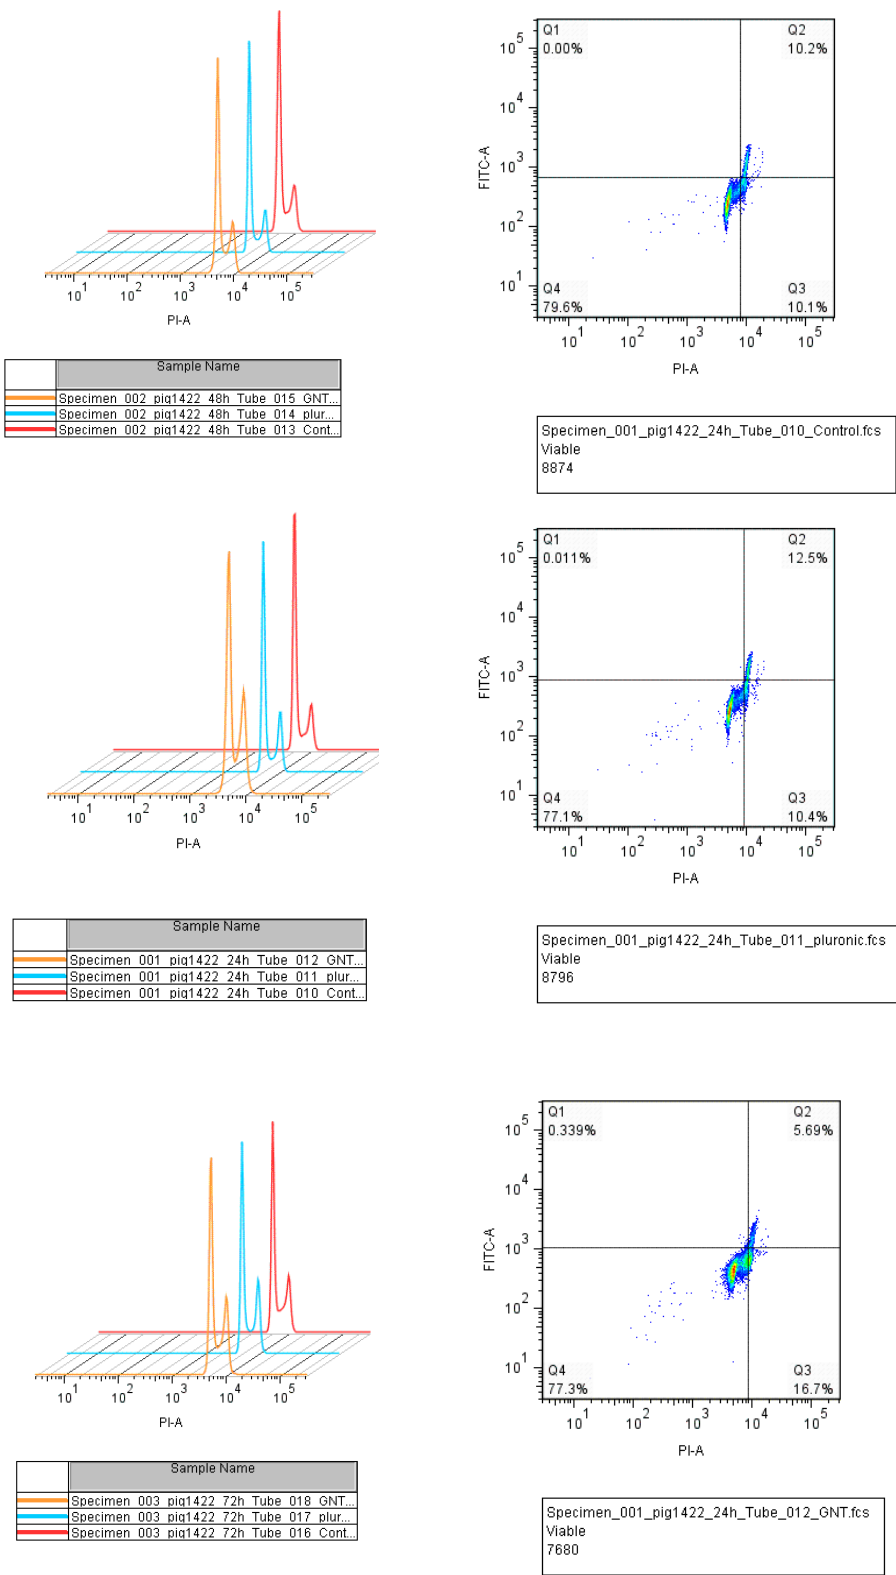 10^1 10^2 10^3 10^4 10^5
PI-A
Sample Name
Specimen_002_pig1422_48h_Tube_015_GNT...
Specimen_002_pig1422_48h_Tube_014_plur...
Specimen_002_pig1422_48h_Tube_013_Cont...
Q1
0.00%
Q2
10.2%
10^5
10^4
10^3
10^2
10^1
FITC-A
Q4
79.6%
Q3
10.1%
10^1 10^2 10^3 10^4 10^5
PI-A
Specimen_001_pig1422_24h_Tube_010_Control.fcs
Viable
8874
10^1 10^2 10^3 10^4 10^5
PI-A
Sample Name
Specimen_001_pig1422_24h_Tube_012_GNT...
Specimen_001_pig1422_24h_Tube_011_plur...
Specimen_001_pig1422_24h_Tube_010_Cont...
Q1
0.011%
Q2
12.5%
10^5
10^4
10^3
10^2
10^1
FITC-A
Q4
77.1%
Q3
10.4%
10^1 10^2 10^3 10^4 10^5
PI-A
Specimen_001_pig1422_24h_Tube_011_pluronic.fcs
Viable
8796
10^1 10^2 10^3 10^4 10^5
PI-A
Sample Name
Specimen_003_pig1422_72h_Tube_018_GNT...
Specimen_003_pig1422_72h_Tube_017_plur...
Specimen_003_pig1422_72h_Tube_016_Cont...
Q1
0.339%
Q2
5.69%
10^5
10^4
10^3
10^2
10^1
FITC-A
Q4
77.3%
Q3
16.7%
10^1 10^2 10^3 10^4 10^5
PI-A
Specimen_001_pig1422_24h_Tube_012_GNT.fcs
Viable
7680